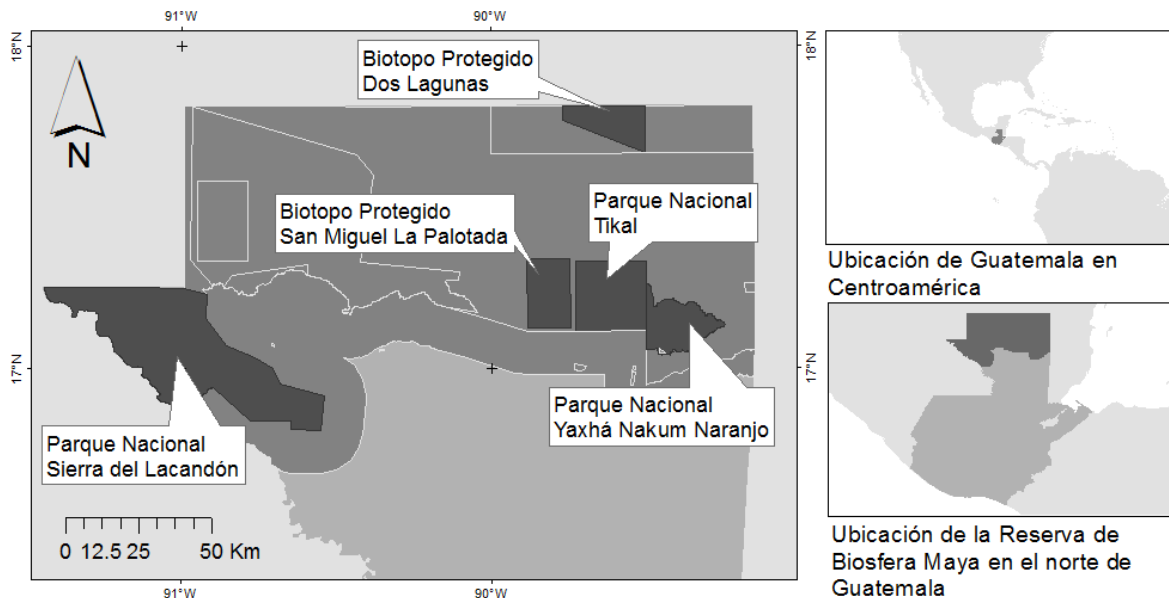 91°W
90°W
18°N
18°N
Biotopo Protegido
Dos Lagunas
N
Biotopo Protegido
San Miguel La Palotada
Parque Nacional
Tikal
Ubicación de Guatemala en
Centroamérica
17°N
17°N
Parque Nacional
Sierra del Lacandón
Parque Nacional
Yaxhá Nakum Naranjo
0 12.5 25 50 Km
91°W
90°W
Ubicación de la Reserva de
Biosfera Maya en el norte de
Guatemala